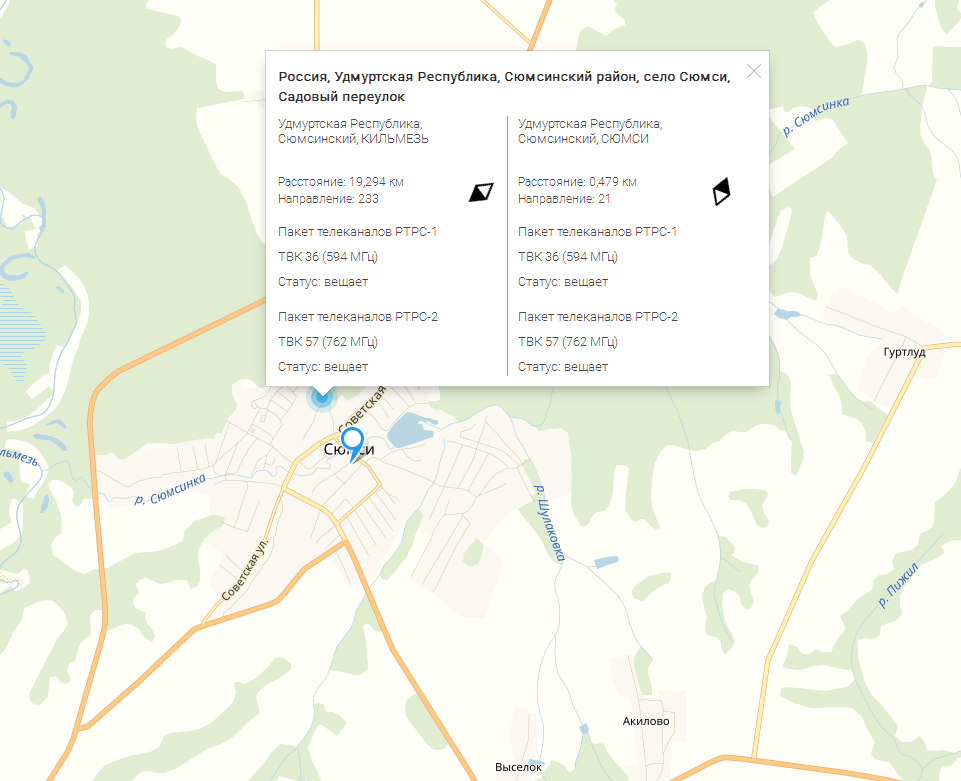 Россия, Удмуртская Республика, Сюмсинский район, село Сюмси,
Садовый переулок
Удмуртская Республика,
Сюмсинский, КИЛЬМЕЗЬ
Расстояние: 19,294 км
Направление: 233
Пакет телеканалов РТРС-1
ТВК 36 (594 МГц)
Статус: вещает
Пакет телеканалов РТРС-2
ТВК 57 (762 МГц)
Статус: вещает
Удмуртская Республика,
Сюмсинский, СЮМСИ
Расстояние: 0,479 км
Направление: 21
Пакет телеканалов РТРС-1
ТВК 36 (594 МГц)
Статус: вещает
Пакет телеканалов РТРС-2
ТВК 57 (762 МГц)
Статус: вещает
р. Сюмсинка
Гуртлуд
Советская
Сюмси
льмезь
р. Сюмсинка
р. Шулаковка
Советская ул.
р. Пижил
Акилово
Выселок